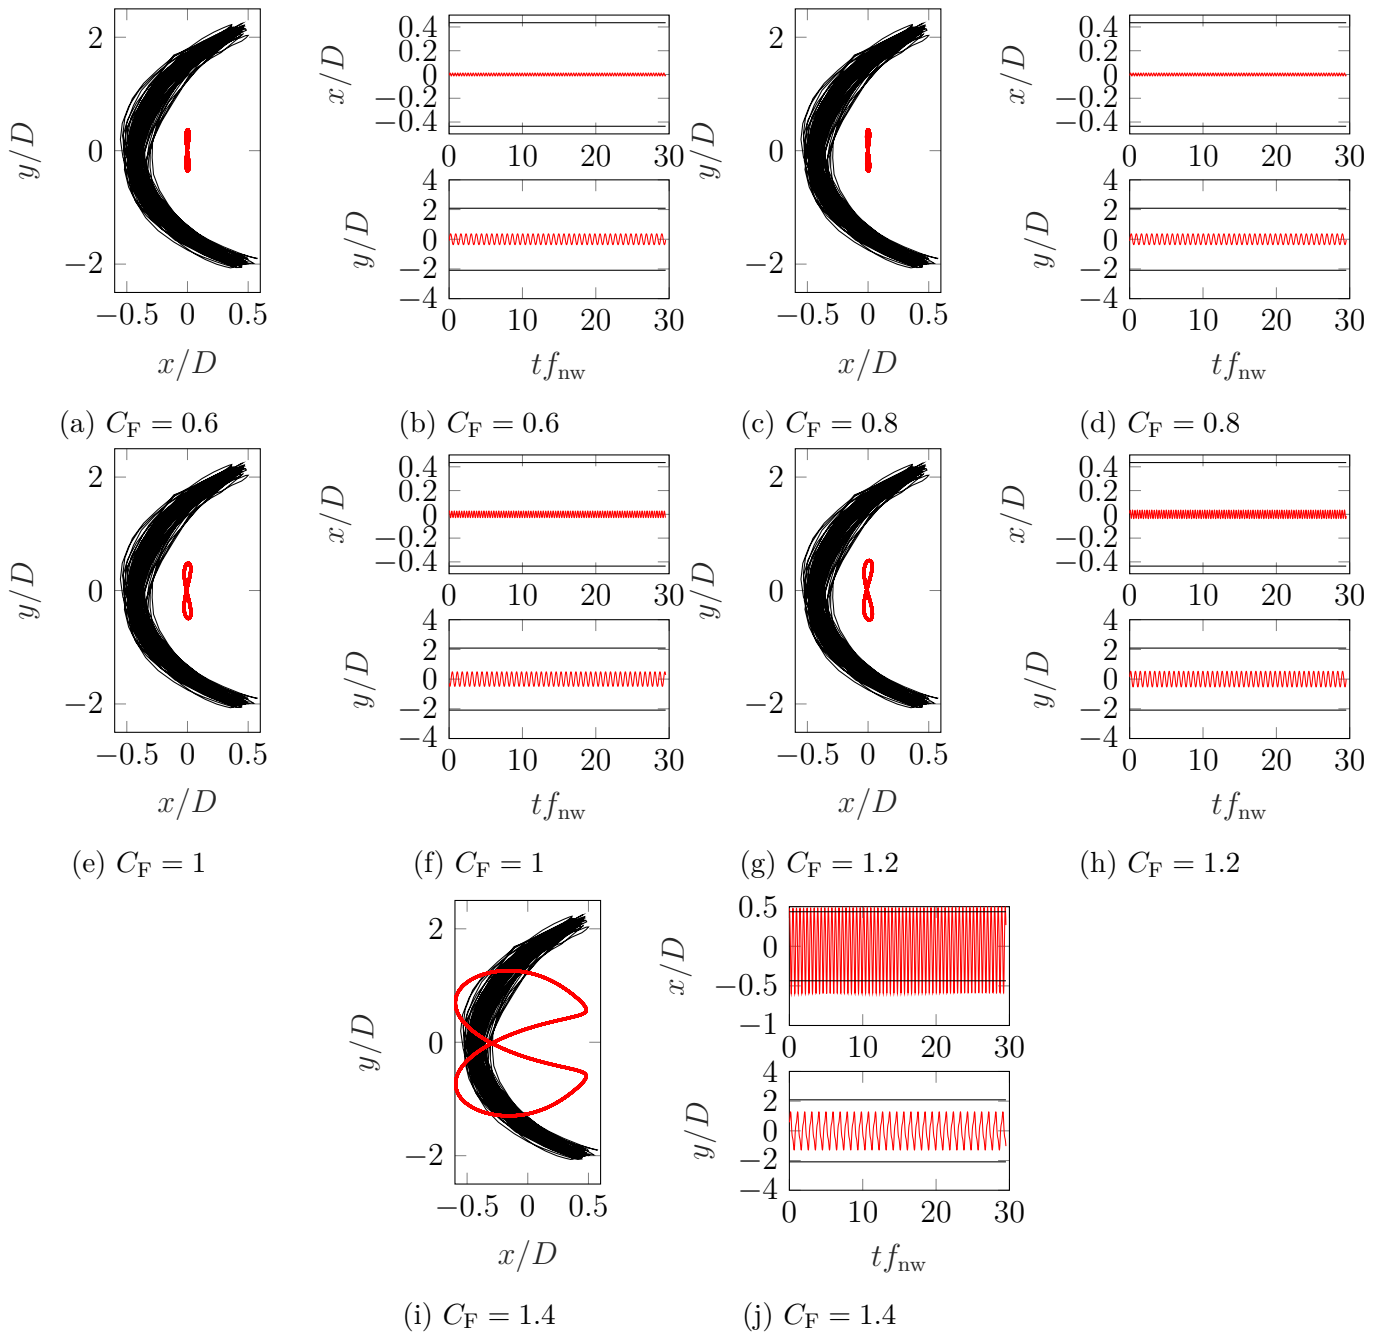 2
0
−2
y/D
−0.5 0 0.5
x/D
(a) C_F = 0.6
0.4
0.2
0
−0.2
−0.4
x/D
0 10 20 30
4
2
0
−2
−4
y/D
0 10 20 30
t f_nw
(b) C_F = 0.6
2
0
−2
y/D
−0.5 0 0.5
x/D
(c) C_F = 0.8
0.4
0.2
0
−0.2
−0.4
x/D
0 10 20 30
4
2
0
−2
−4
y/D
0 10 20 30
t f_nw
(d) C_F = 0.8
2
0
−2
y/D
−0.5 0 0.5
x/D
(e) C_F = 1
0.4
0.2
0
−0.2
−0.4
x/D
0 10 20 30
4
2
0
−2
−4
y/D
0 10 20 30
t f_nw
(f) C_F = 1
2
0
−2
y/D
−0.5 0 0.5
x/D
(g) C_F = 1.2
0.4
0.2
0
−0.2
−0.4
x/D
0 10 20 30
4
2
0
−2
−4
y/D
0 10 20 30
t f_nw
(h) C_F = 1.2
2
0
−2
y/D
−0.5 0 0.5
x/D
(i) C_F = 1.4
0.5
0
−0.5
−1
x/D
0 10 20 30
4
2
0
−2
−4
y/D
0 10 20 30
t f_nw
(j) C_F = 1.4